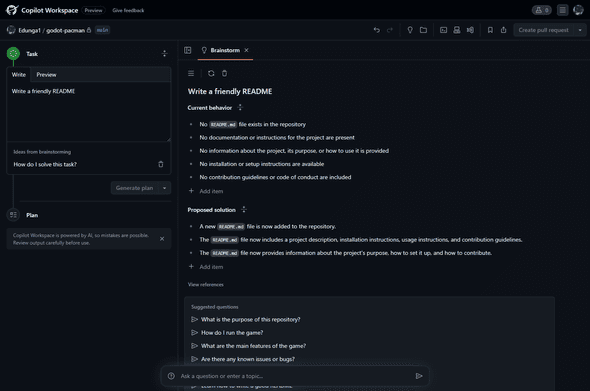 Copilot Workspace Preview Give feedback
8
Edunga1 / godot-pacman main
Create pull request
Task
Write Preview
Write a friendly README
Ideas from brainstorming
How do I solve this task?
Generate plan
Plan
Copilot Workspace is powered by AI, so mistakes are possible.
Review output carefully before use.
Brainstorm
Write a friendly README
Current behavior
No README.md file exists in the repository
No documentation or instructions for the project are present
No information about the project, its purpose, or how to use it is provided
No installation or setup instructions are available
No contribution guidelines or code of conduct are included
Add item
Proposed solution
A new README.md file is now added to the repository.
The README.md file now includes a project description, installation instructions, usage instructions, and contribution guidelines.
The README.md file now provides information about the project's purpose, how to set it up, and how to contribute.
Add item
View references
Suggested questions
What is the purpose of this repository?
How do I run the game?
What are the main features of the game?
Are there any known issues or bugs?
Ask a question or enter a topic...